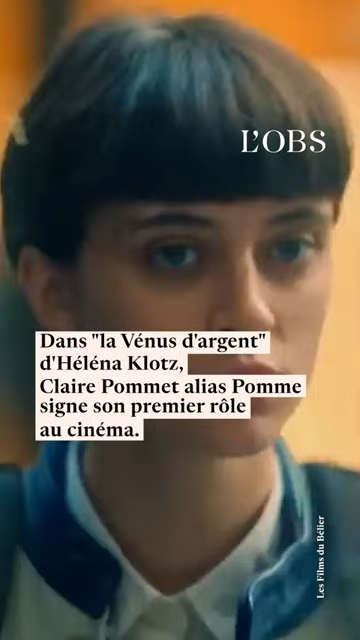 L'OBS
Dans "la Vénus d'argent"
d'Héléna Klotz,
Claire Pommet alias Pomme
signe son premier rôle
au cinéma.
Les Films du Bélier